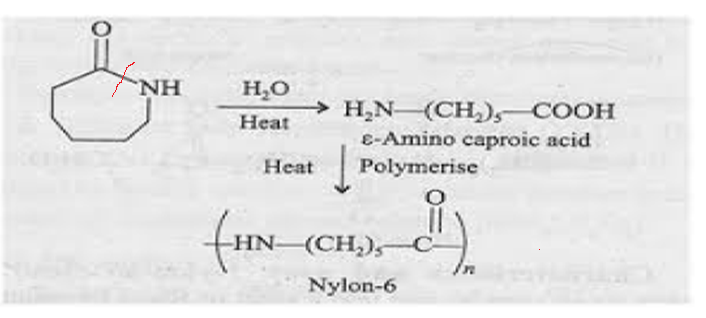 O
NH
H₂O
Heat
H₂N—(CH₂)₅—COOH
ε-Amino caproic acid
Heat
Polymerise
O
(HN—(CH₂)₅—C)n
Nylon-6